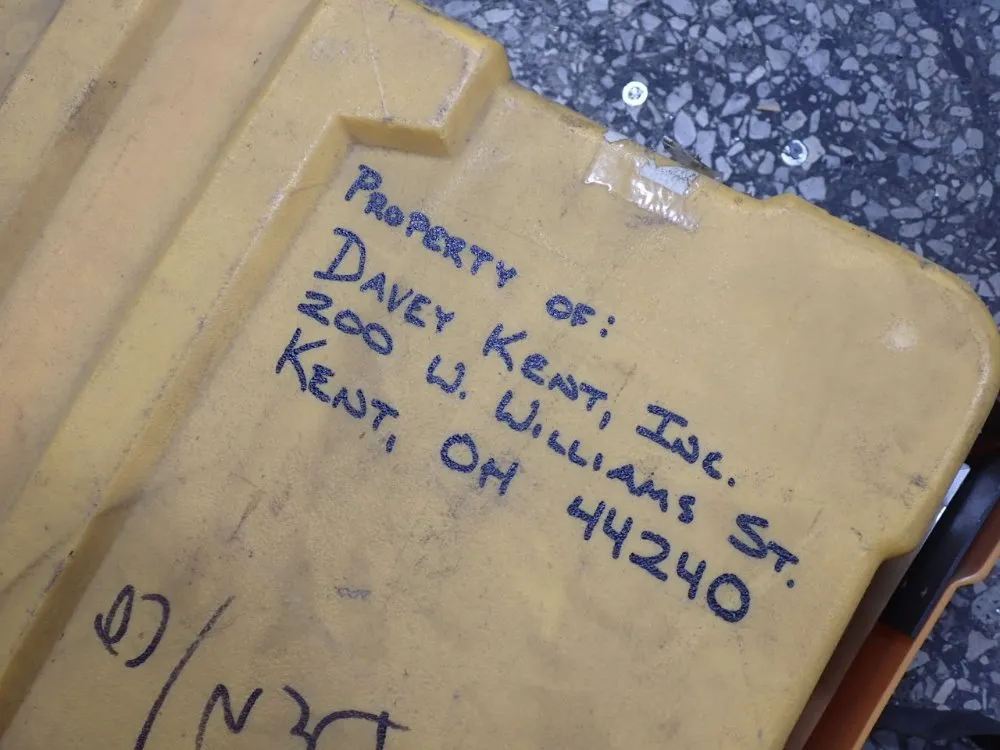 PROPERTY OF:
DAVEY KENT, INC.
200 W. WILLIAMS ST.
KENT, OH 44240